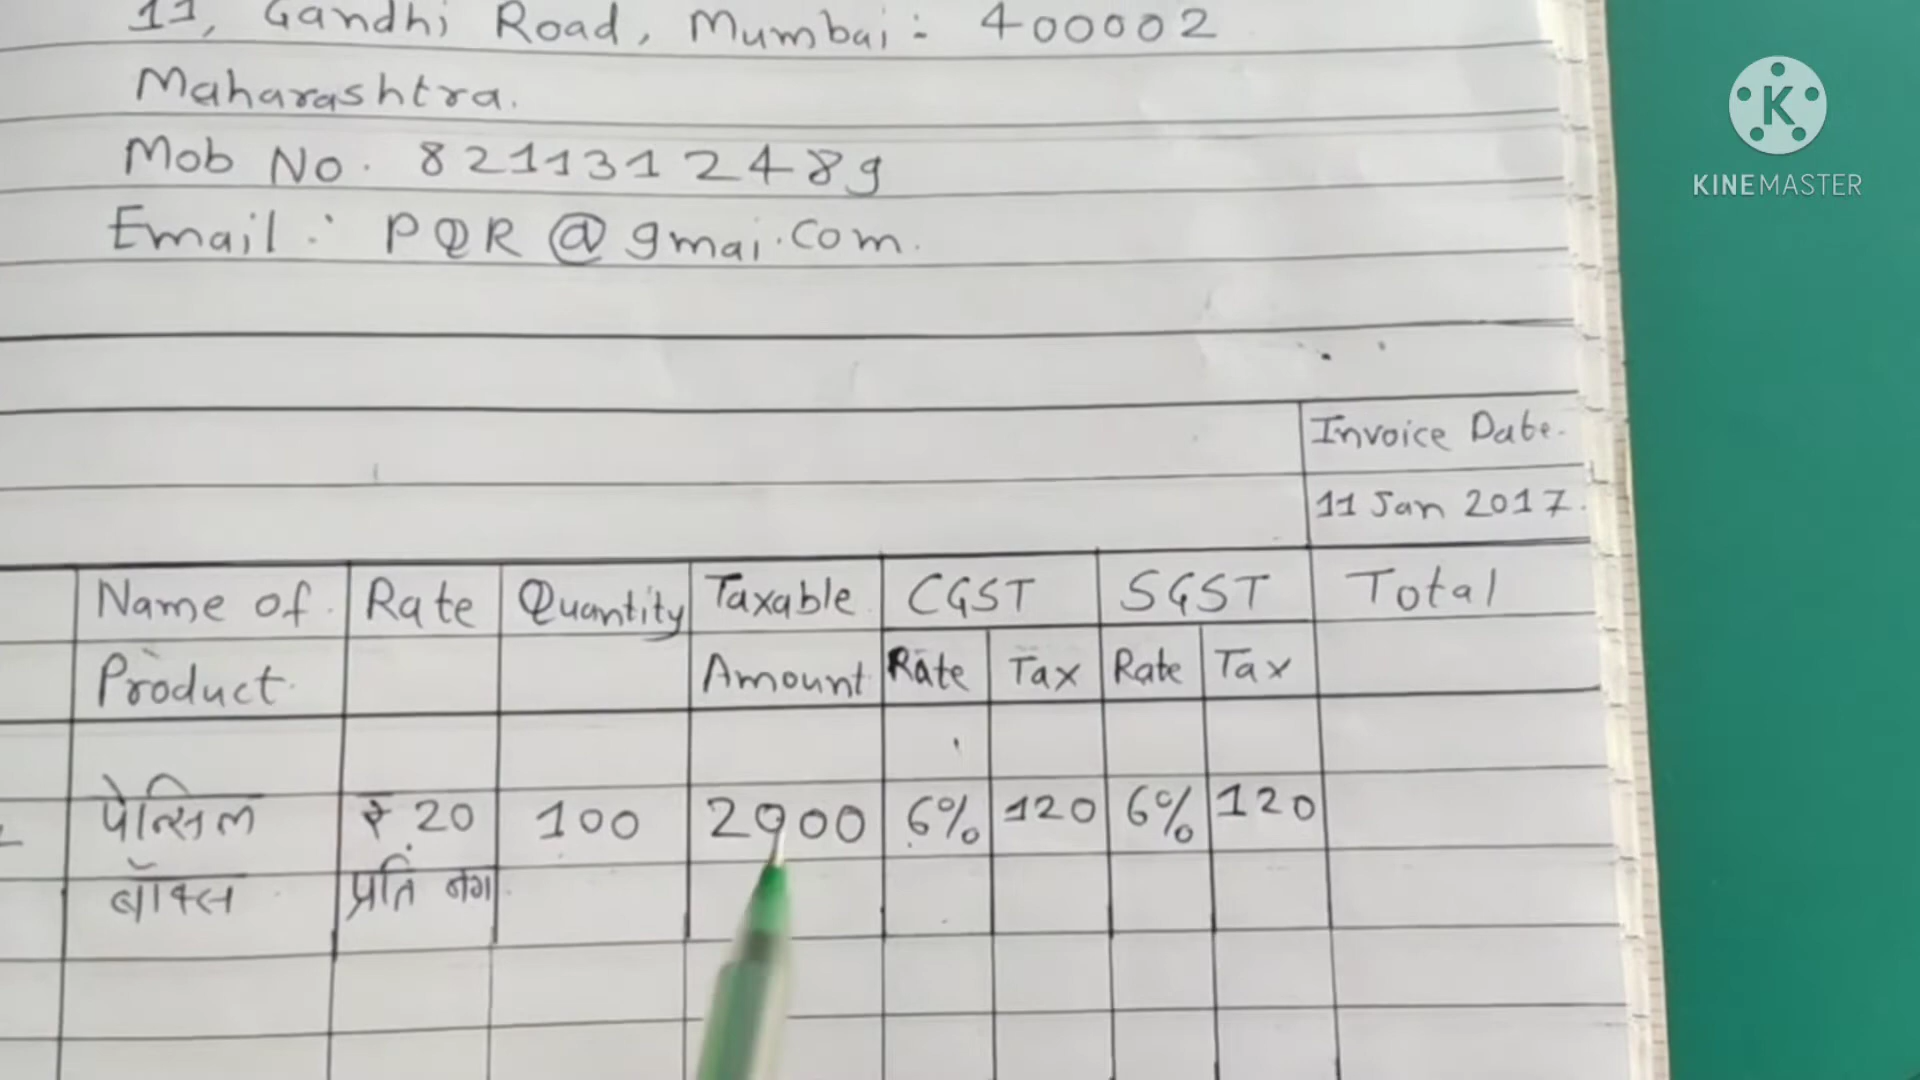 11, Gandhi Road, Mumbai:- 400002
Maharashtra.
Mob No. 8211312489
Email :- PQR @ gmai.com.
K
KINEMASTER
Invoice Date.
11 Jan 2017.
Name of Rate Quantity Taxable CGST SGST Total
Product Amount Rate Tax Rate Tax
पेन्सिल ₹ 20 100 2000 6% 120 6% 120
बॉक्स प्रति नग